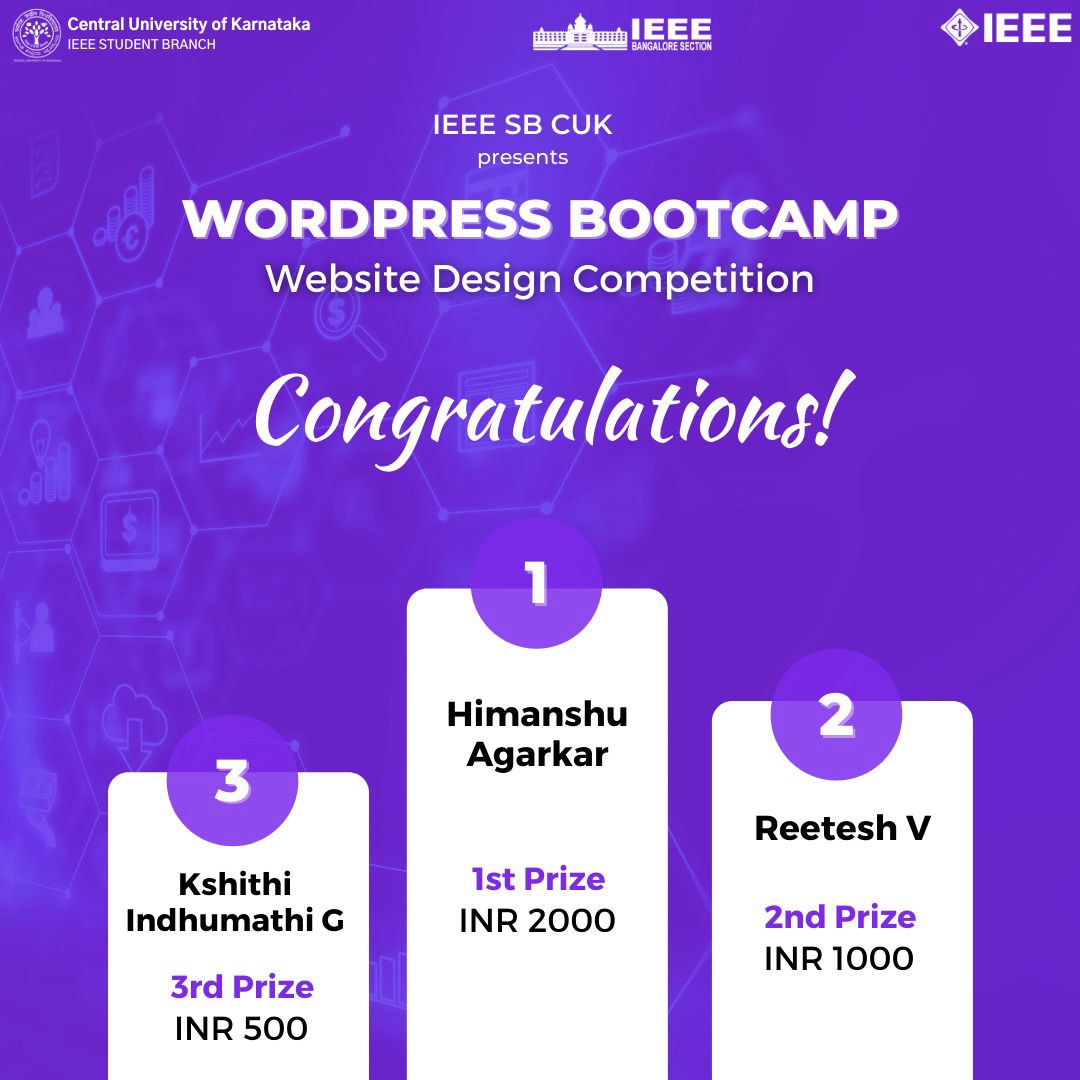 Central University of Karnataka
IEEE STUDENT BRANCH
IEEE
BANGALORE SECTION
IEEE
IEEE SB CUK
presents
WORDPRESS BOOTCAMP
Website Design Competition
Congratulations!
1
Himanshu
Agarkar
1st Prize
INR 2000
2
Reetesh V
2nd Prize
INR 1000
3
Kshithi
Indhumathi G
3rd Prize
INR 500